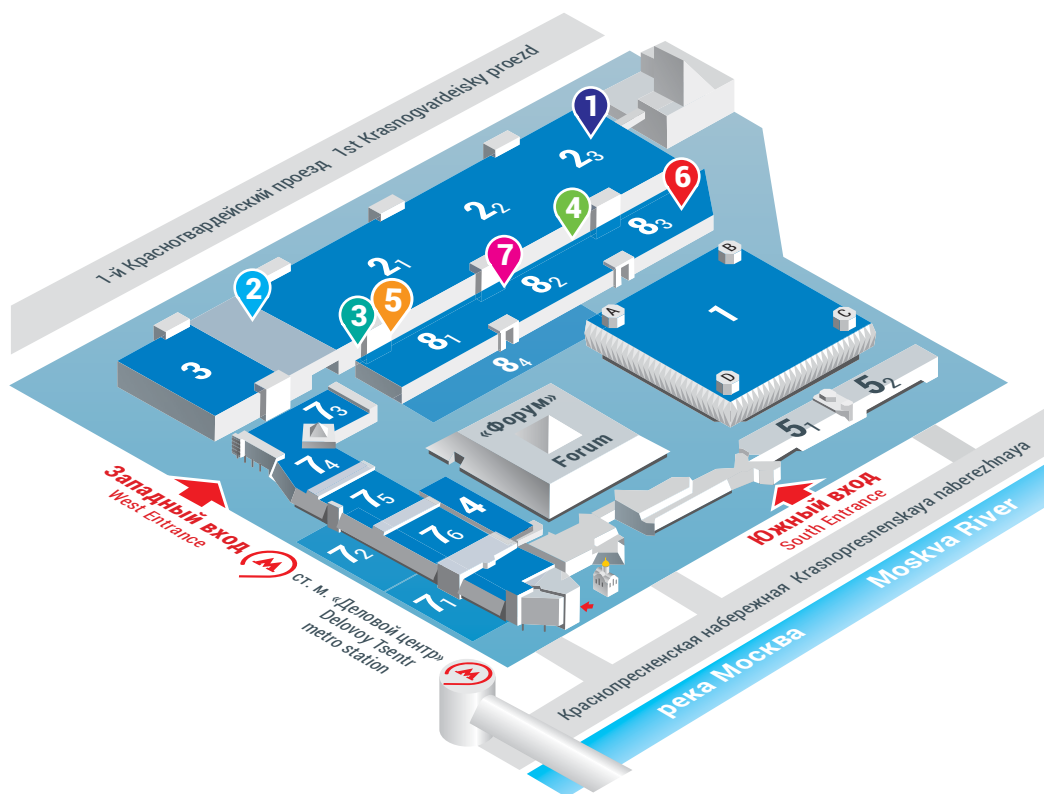 1-й Красногвардейский проезд 1st Krasnogvardeisky proezd
1
6
2₃
4
8₃
2₂
7
8₂
B
2₁
2
3
5
A
1
C
8₁
8₄
D
3
5₂
7₃
«Форум»
Forum
5₁
7₄
7₅
4
7₆
7₂
7₁
Западный вход
West Entrance
ст. м. «Деловой центр»
Delovoy Tsentr
metro station
Южный вход
South Entrance
Краснопресненская набережная Krasnopresnenskaya naberezhnaya
река Москва Moskva River